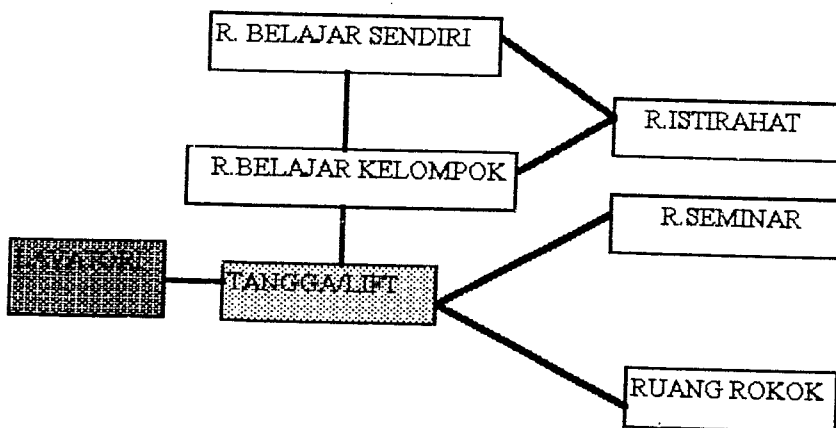 R. BELAJAR SENDIRI
R.ISTIRAHAT
R.BELAJAR KELOMPOK
R.SEMINAR
TANGGA/LIFT
RUANG ROKOK